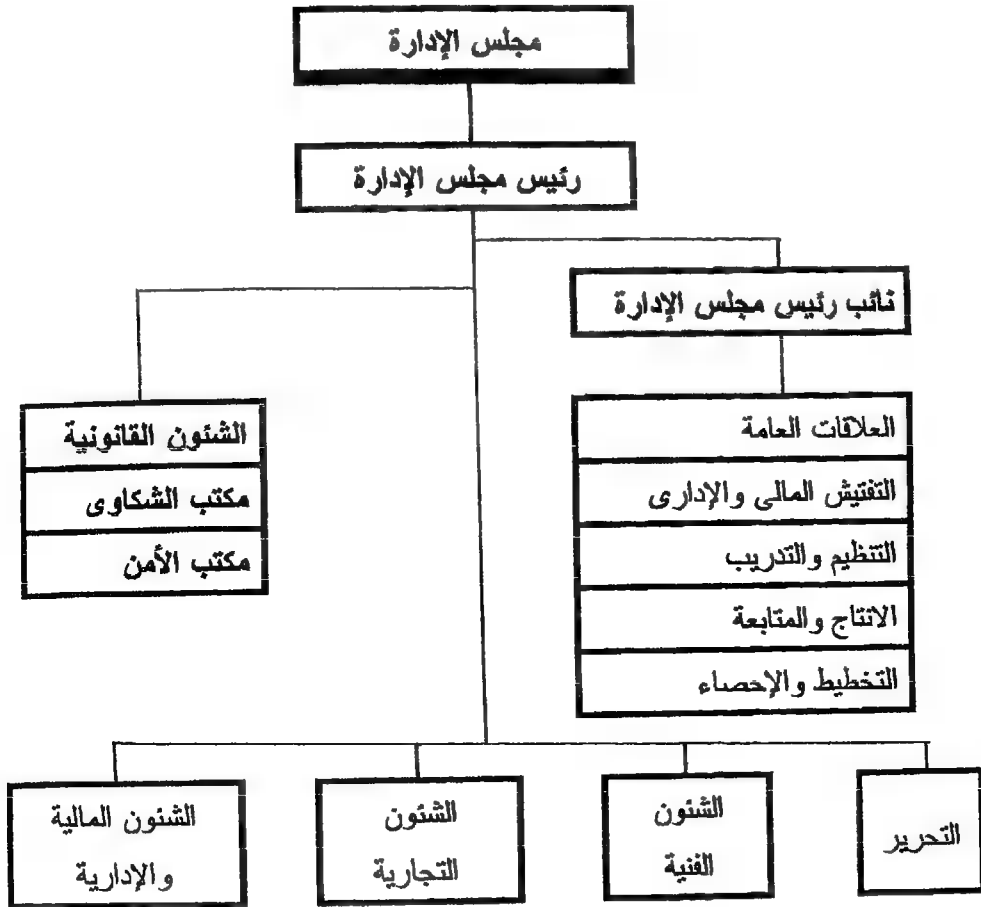 مجلس الإدارة
رئيس مجلس الإدارة
نائب رئيس مجلس الإدارة
العلاقات العامة
التفتيش المالى والإدارى
التنظيم والتدريب
الانتاج والمتابعة
التخطيط والإحصاء
الشئون القانونية
مكتب الشكاوى
مكتب الأمن
التحرير
الشئون
الفنية
الشئون
التجارية
الشئون المالية
والإدارية